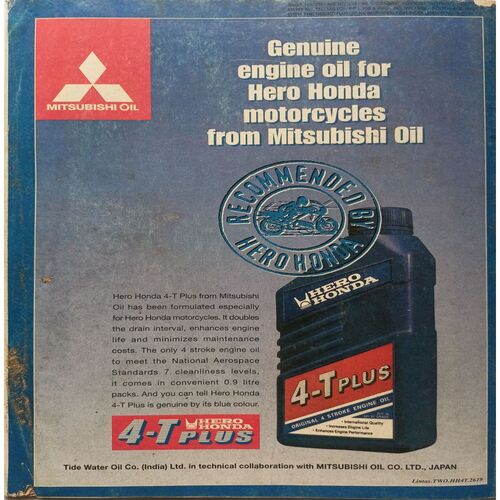 MITSUBISHI OIL
Genuine
engine oil for
Hero Honda
motorcycles
from Mitsubishi Oil
RECOMMENDED BY
HERO HONDA
HERO
HONDA
4-T PLUS
ORIGINAL 4 STROKE ENGINE OIL
• International Quality
• Increases Engine Life
• Enhances Engine Performance
Hero Honda 4-T Plus from Mitsubishi
Oil has been formulated especially
for Hero Honda motorcycles. It doubles
the drain interval, enhances engine
life and minimizes maintenance
costs. The only 4 stroke engine oil
to meet the National Aerospace
Standards 7 cleanliness levels,
it comes in convenient 0.9 litre
packs. And you can tell Hero Honda
4-T Plus is genuine by its blue colour.
4-T HERO HONDA PLUS
Tide Water Oil Co. (India) Ltd. in technical collaboration with MITSUBISHI OIL CO. LTD., JAPAN
Lintas.TWO.HH4T.2619